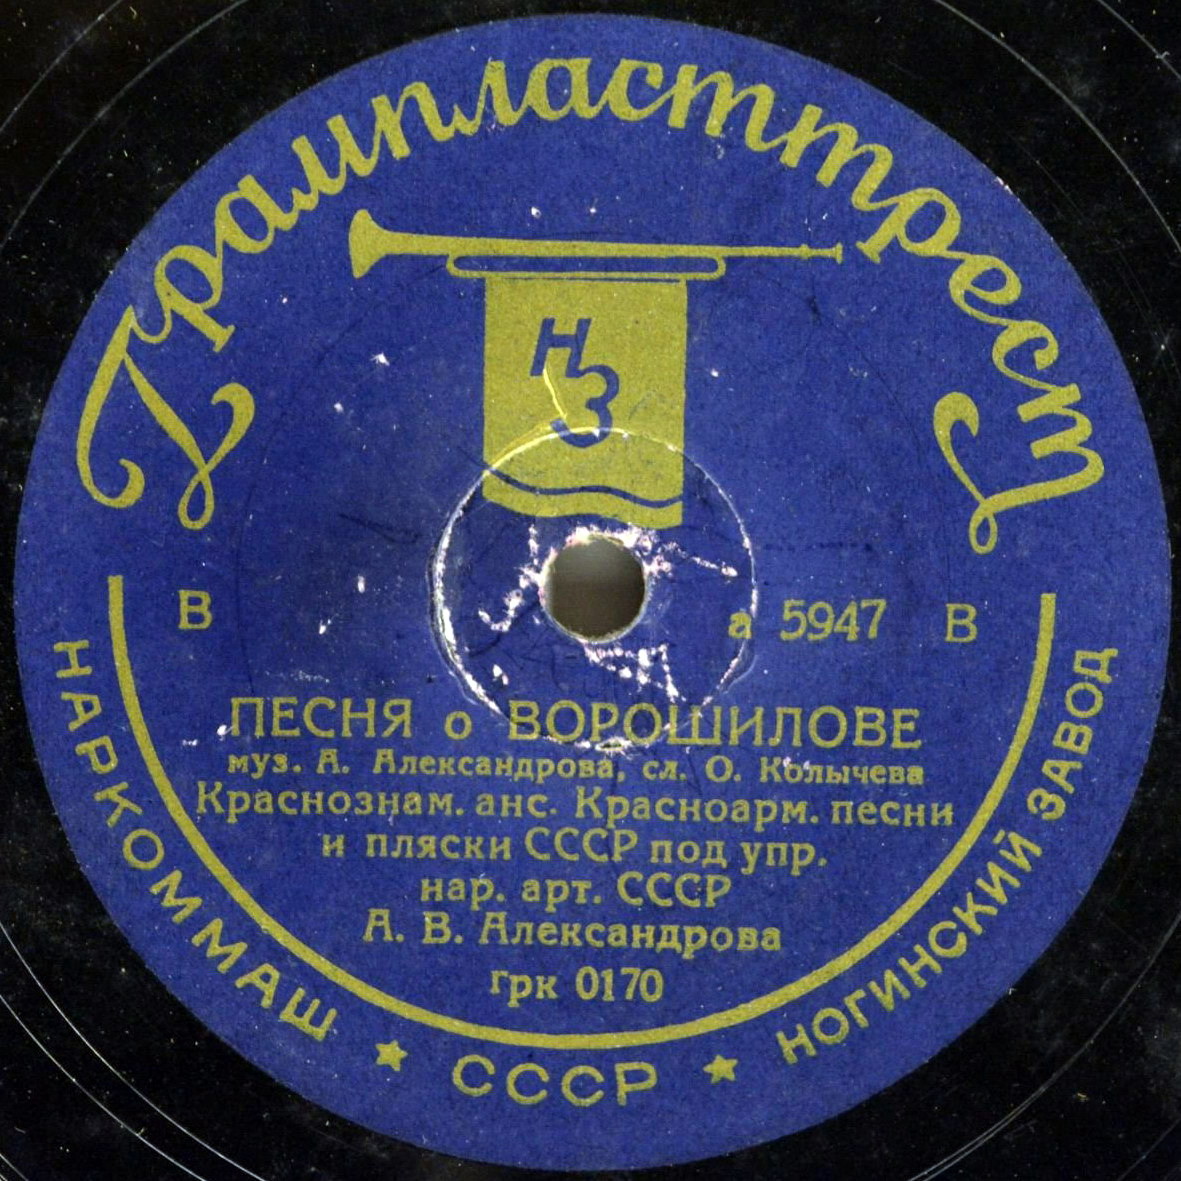 Грампласттрест
НЗ
В а 5947 В
ПЕСНЯ о ВОРОШИЛОВЕ
муз. А. Александрова, сл. О. Колычева
Краснознам. анс. Красноарм. песни
и пляски СССР под упр.
нар. арт. СССР
А. В. Александрова
грк 0170
НАРКОММАШ ★ СССР ★ НОГИНСКИЙ ЗАВОД